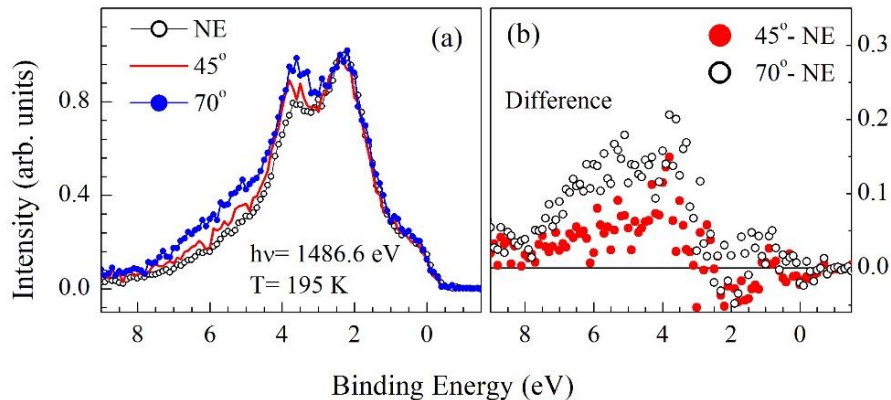 NE
45°
70°
(a)
hν= 1486.6 eV
T= 195 K
Intensity (arb. units)
0.8
0.4
0.0
8 6 4 2 0
(b)
45°- NE
70°- NE
Difference
0.3
0.2
0.1
0.0
8 6 4 2 0
Binding Energy (eV)